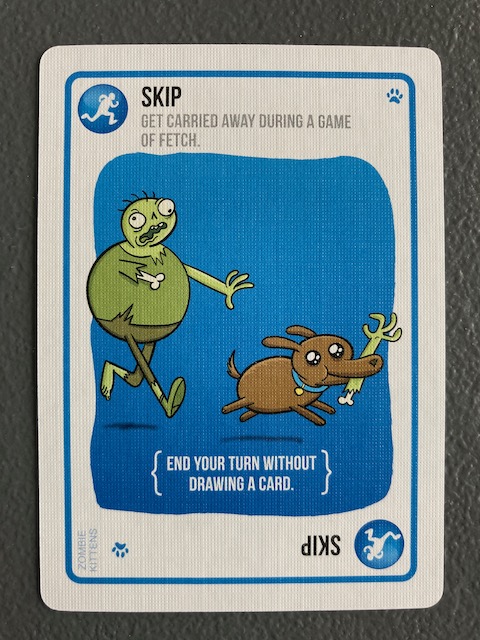 SKIP
GET CARRIED AWAY DURING A GAME
OF FETCH.
END YOUR TURN WITHOUT
DRAWING A CARD.
ZOMBIE
KITTENS
SKIP